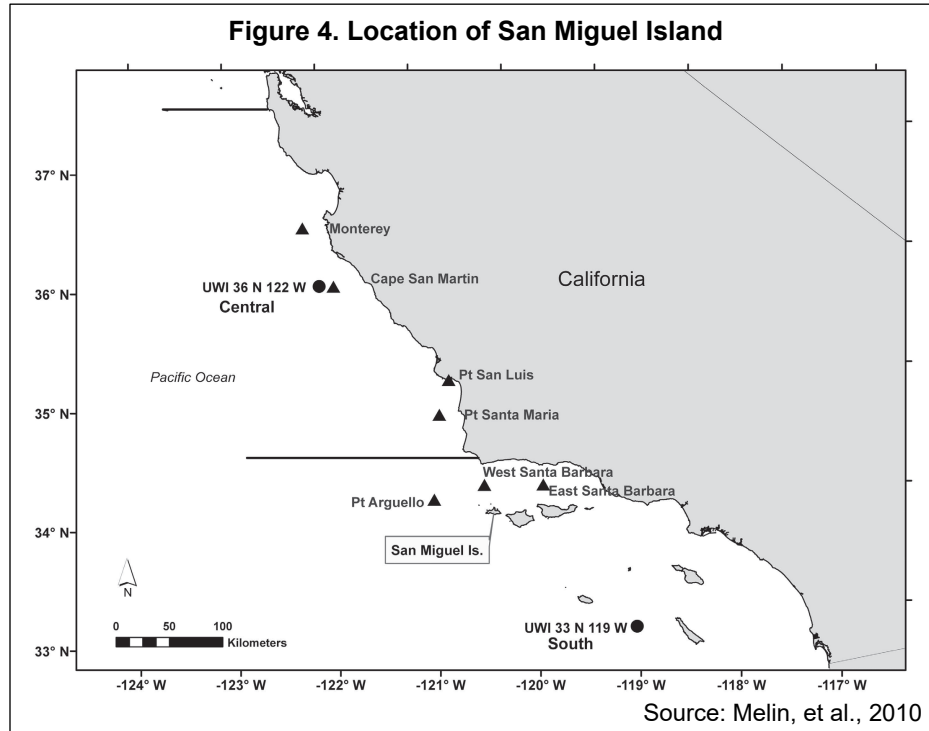 Figure 4. Location of San Miguel Island
37° N
Monterey
Cape San Martin
California
UWI 36 N 122 W
36° N
Central
Pacific Ocean
Pt San Luis
35° N
Pt Santa Maria
West Santa Barbara
East Santa Barbara
Pt Arguello
34° N
San Miguel Is.
N
0 50 100
Kilometers
UWI 33 N 119 W
South
33° N
-124° W -123° W -122° W -121° W -120° W -119° W -118° W -117° W
Source: Melin, et al., 2010